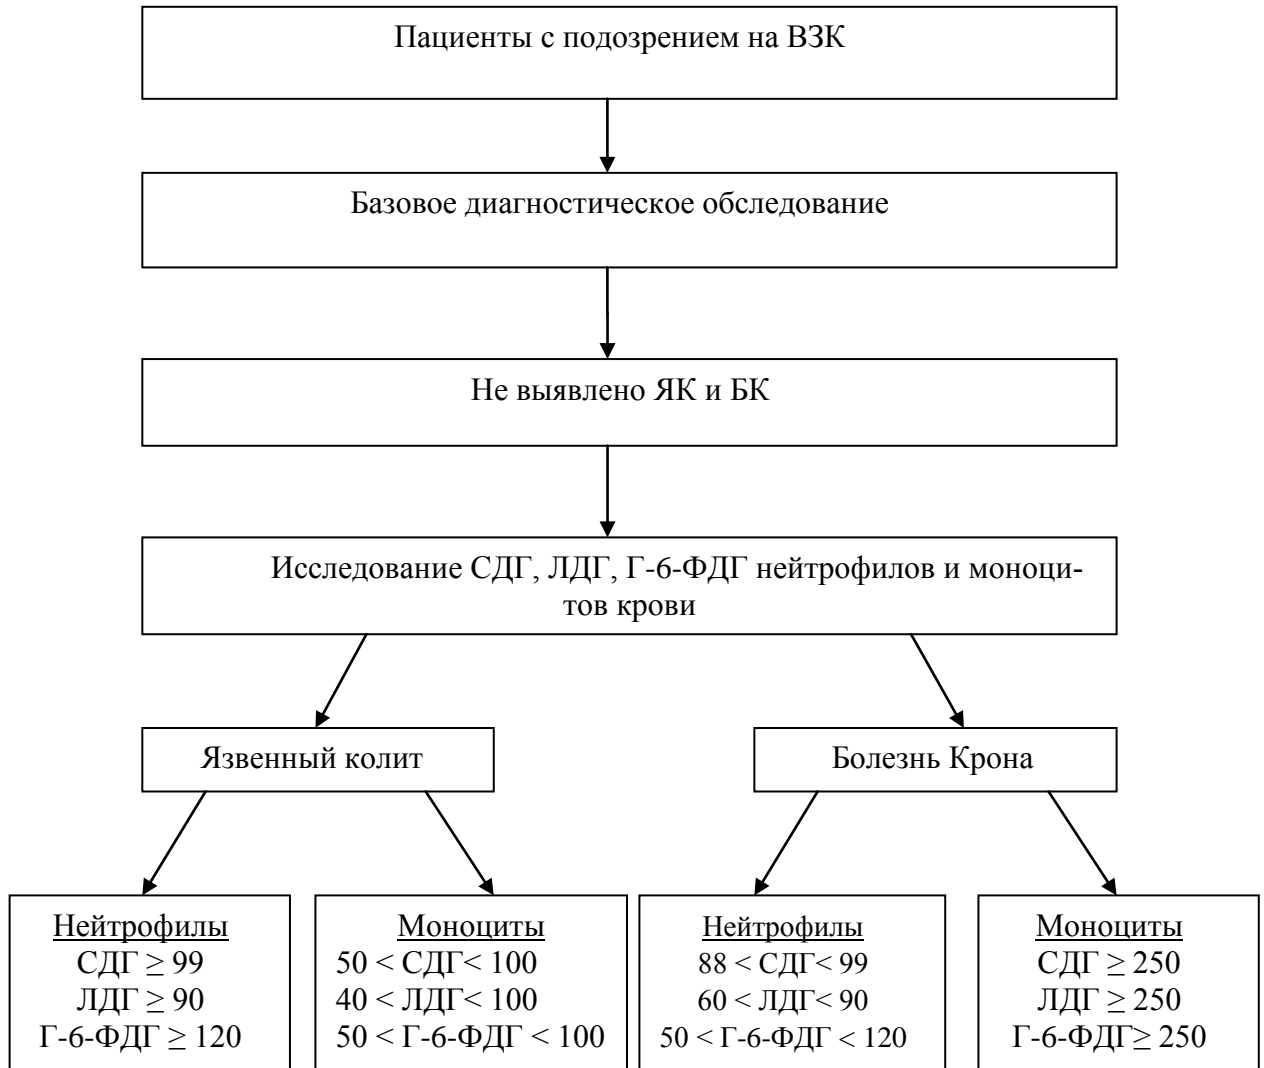 Пациенты с подозрением на ВЗК
Базовое диагностическое обследование
Не выявлено ЯК и БК
Исследование СДГ, ЛДГ, Г-6-ФДГ нейтрофилов и моноци-
тов крови
Язвенный колит
Болезнь Крона
Нейтрофилы
СДГ ≥ 99
ЛДГ ≥ 90
Г-6-ФДГ ≥ 120
Моноциты
50 < СДГ< 100
40 < ЛДГ< 100
50 < Г-6-ФДГ < 100
Нейтрофилы
88 < СДГ< 99
60 < ЛДГ< 90
50 < Г-6-ФДГ < 120
Моноциты
СДГ ≥ 250
ЛДГ ≥ 250
Г-6-ФДГ≥ 250